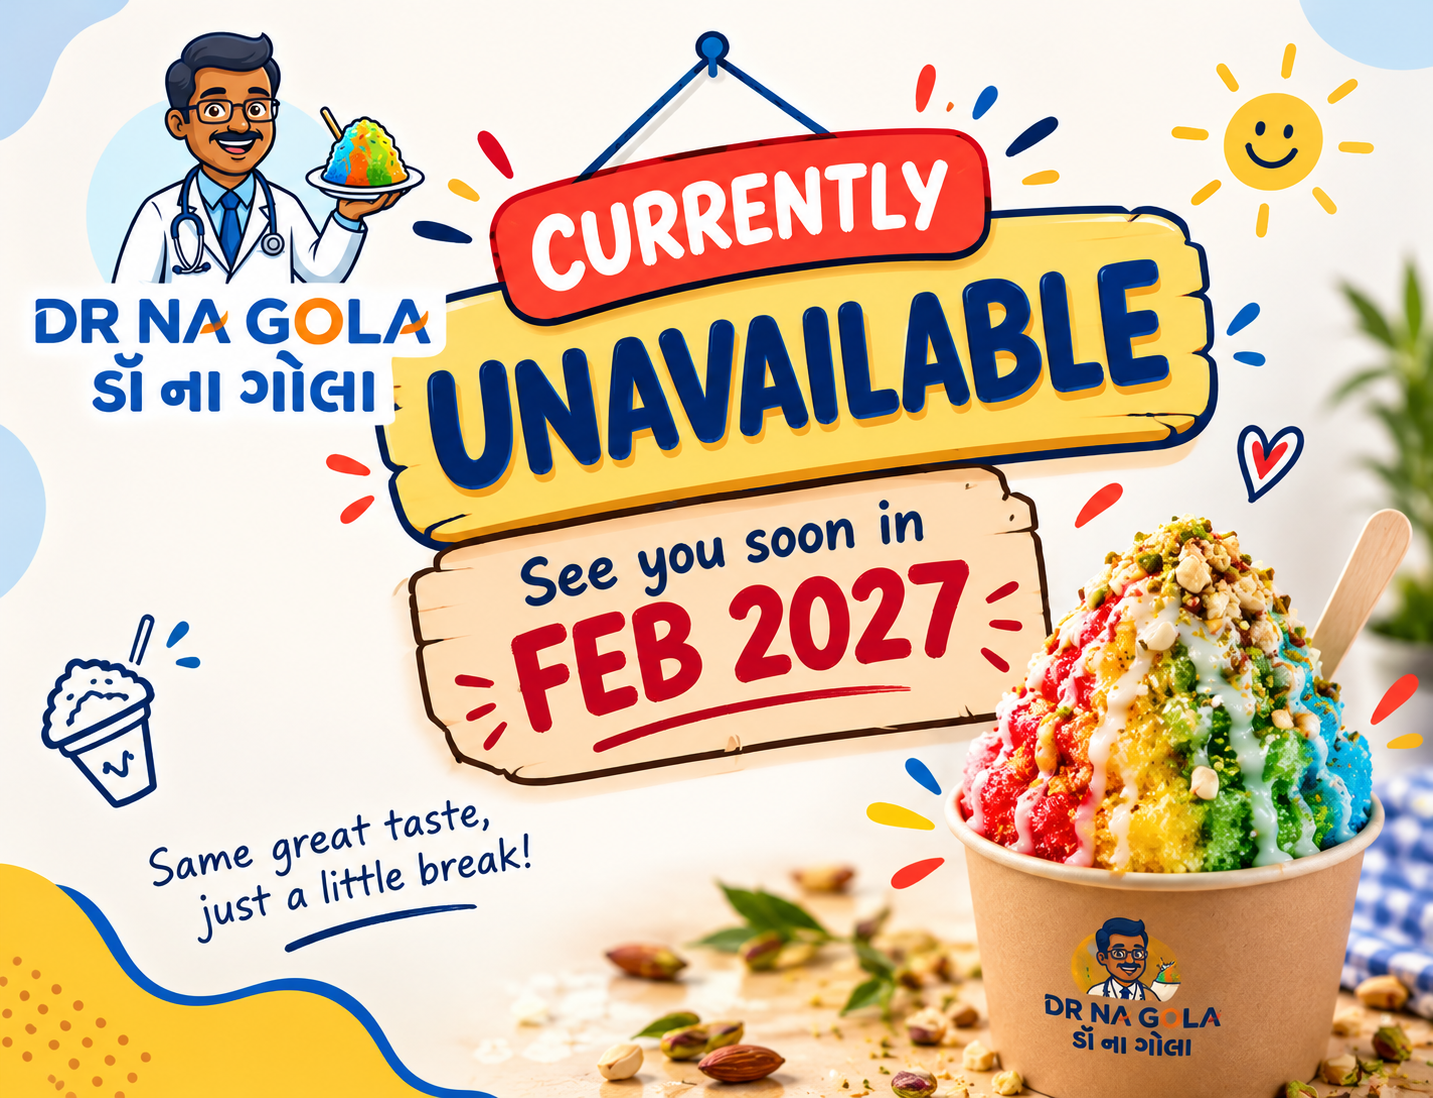 DR NA GOLA
ડૉ ના ગોલા
CURRENTLY
UNAVAILABLE
See you soon in
FEB 2027
Same great taste,
just a little break!
DR NA GOLA
ડૉ ના ગોલા